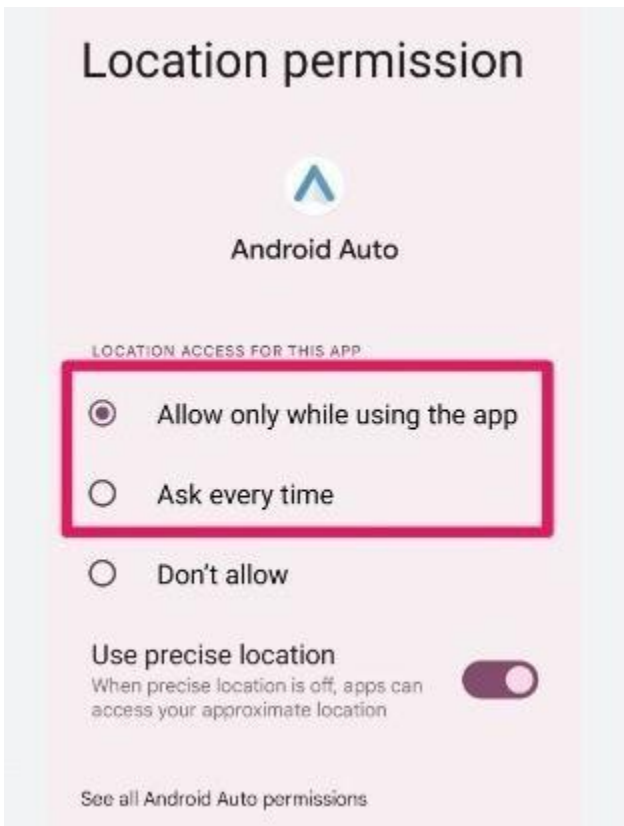 Location permission
Android Auto
LOCATION ACCESS FOR THIS APP
Allow only while using the app
Ask every time
Don't allow
Use precise location
When precise location is off, apps can
access your approximate location
See all Android Auto permissions